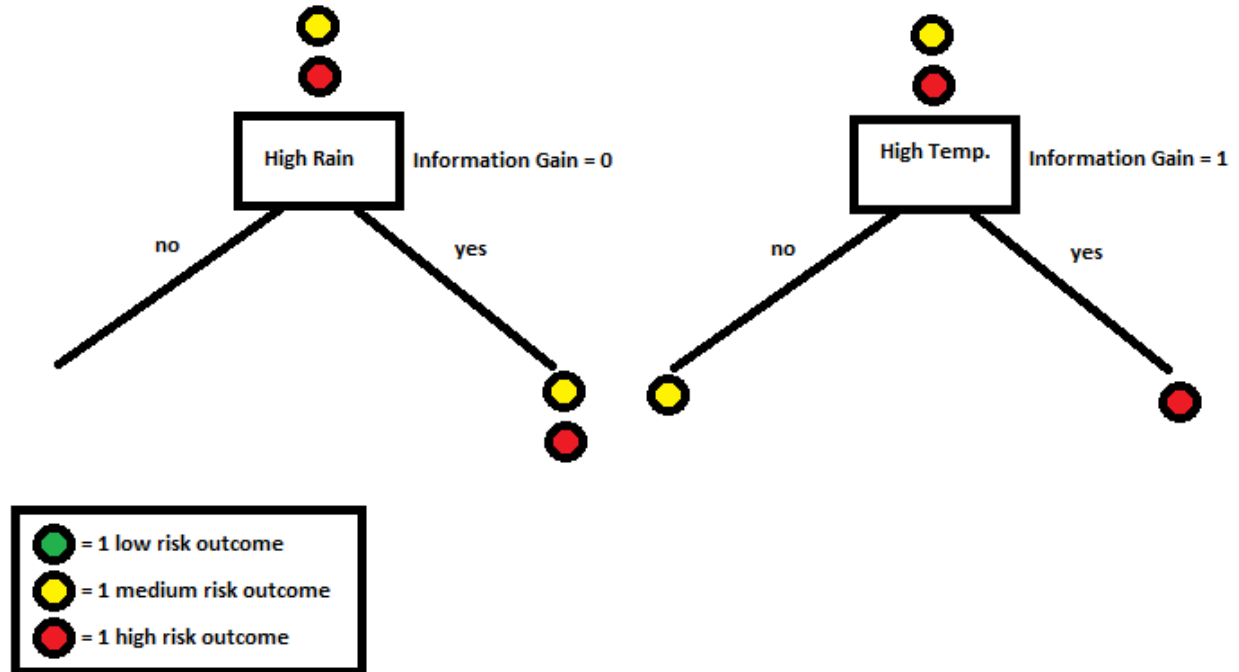 High Rain
Information Gain = 0
no
yes
High Temp.
Information Gain = 1
no
yes
= 1 low risk outcome
= 1 medium risk outcome
= 1 high risk outcome